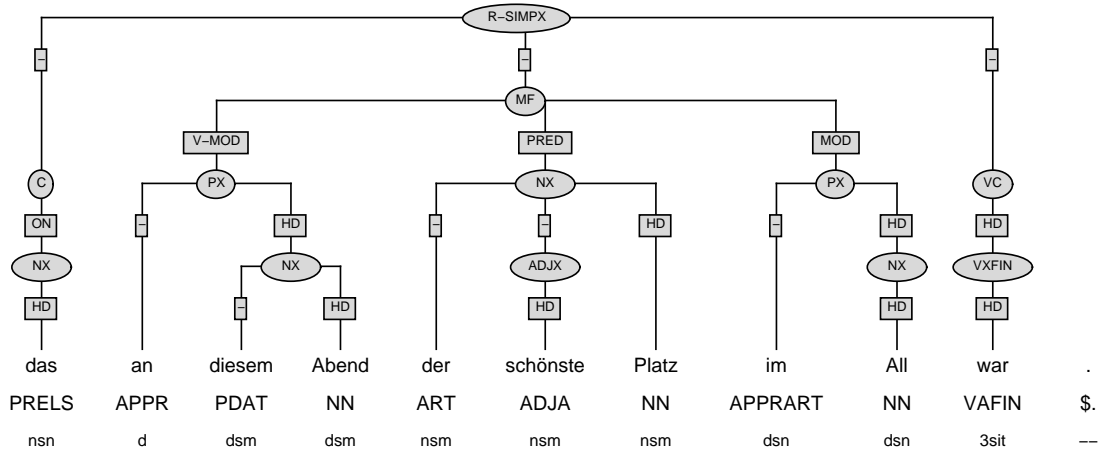 R−SIMPX
− − −
MF
V−MOD PRED MOD
C PX NX PX VC
ON − HD − − HD − HD HD
NX NX ADJX NX VXFIN
HD − HD HD HD HD
das an diesem Abend der schönste Platz im All war .
PRELS APPR PDAT NN ART ADJA NN APPRART NN VAFIN $.
nsn d dsm dsm nsm nsm nsm dsn dsn 3sit −−